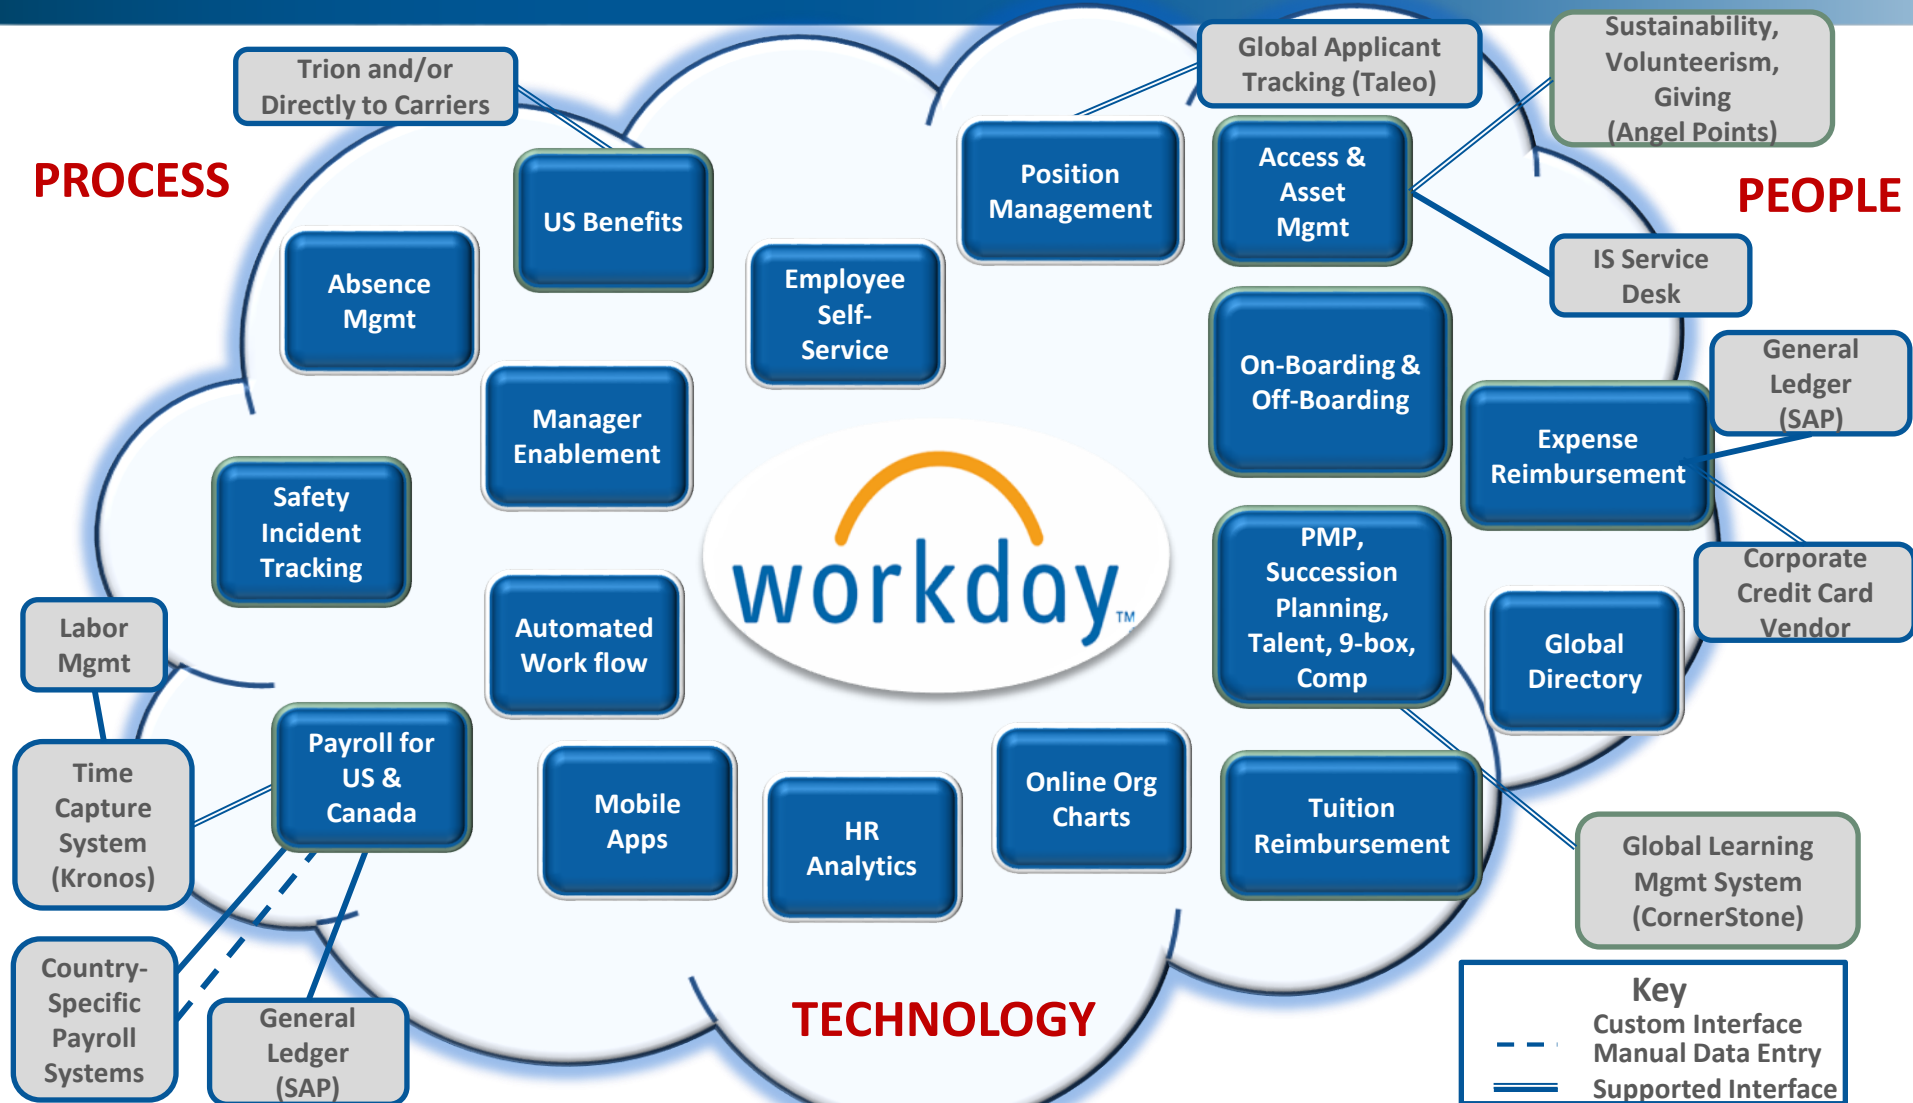 Trion and/or
Directly to Carriers
Global Applicant
Tracking (Taleo)
Sustainability,
Volunteerism,
Giving
(Angel Points)
PROCESS
PEOPLE
US Benefits
Position
Management
Access &
Asset
Mgmt
IS Service
Desk
Absence
Mgmt
Employee
Self-
Service
On-Boarding &
Off-Boarding
General
Ledger
(SAP)
Manager
Enablement
Expense
Reimbursement
Safety
Incident
Tracking
workday™
PMP,
Succession
Planning,
Talent, 9-box,
Comp
Corporate
Credit Card
Vendor
Labor
Mgmt
Automated
Work flow
Global
Directory
Time
Capture
System
(Kronos)
Payroll for
US &
Canada
Mobile
Apps
HR
Analytics
Online Org
Charts
Tuition
Reimbursement
Global Learning
Mgmt System
(CornerStone)
Country-
Specific
Payroll
Systems
General
Ledger
(SAP)
TECHNOLOGY
Key
Custom Interface
Manual Data Entry
Supported Interface